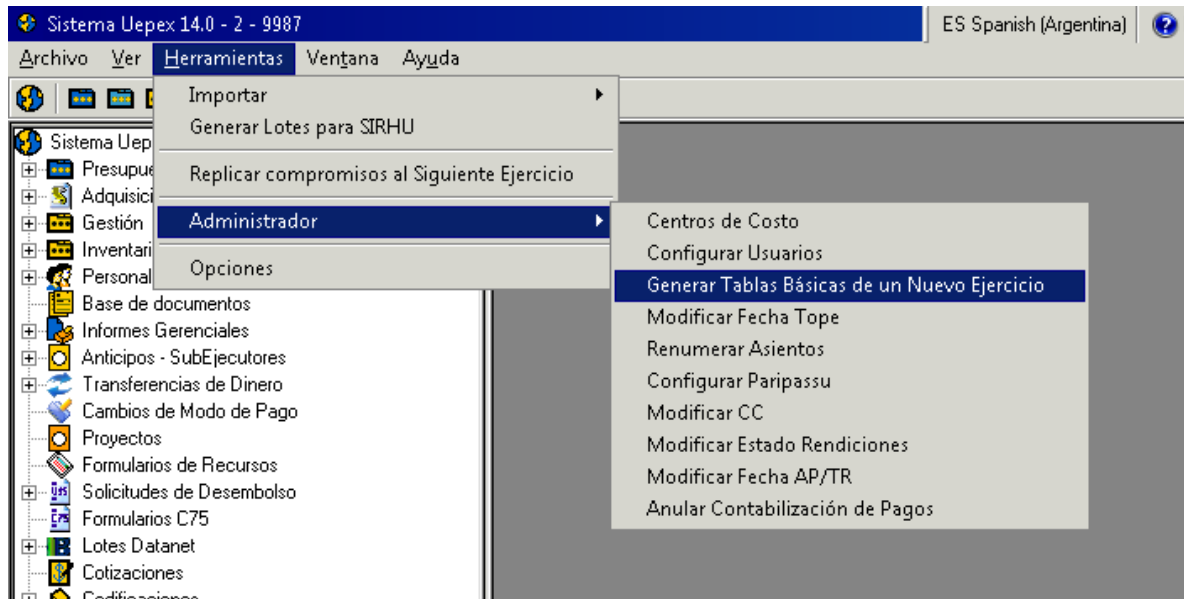 Sistema Uepex 14.0 - 2 - 9987
ES Spanish (Argentina)
Archivo Ver Herramientas Ventana Ayuda
Importar
Generar Lotes para SIRHU
Replicar compromisos al Siguiente Ejercicio
Administrador
Opciones
Centros de Costo
Configurar Usuarios
Generar Tablas Básicas de un Nuevo Ejercicio
Modificar Fecha Tope
Renumerar Asientos
Configurar Paripassu
Modificar CC
Modificar Estado Rendiciones
Modificar Fecha AP/TR
Anular Contabilización de Pagos
Sistema Uep
Presupue
Adquisici
Gestión
Inventari
Personal
Base de documentos
Informes Gerenciales
Anticipos - SubEjecutores
Transferencias de Dinero
Cambios de Modo de Pago
Proyectos
Formularios de Recursos
Solicitudes de Desembolso
Formularios C75
Lotes Datanet
Cotizaciones